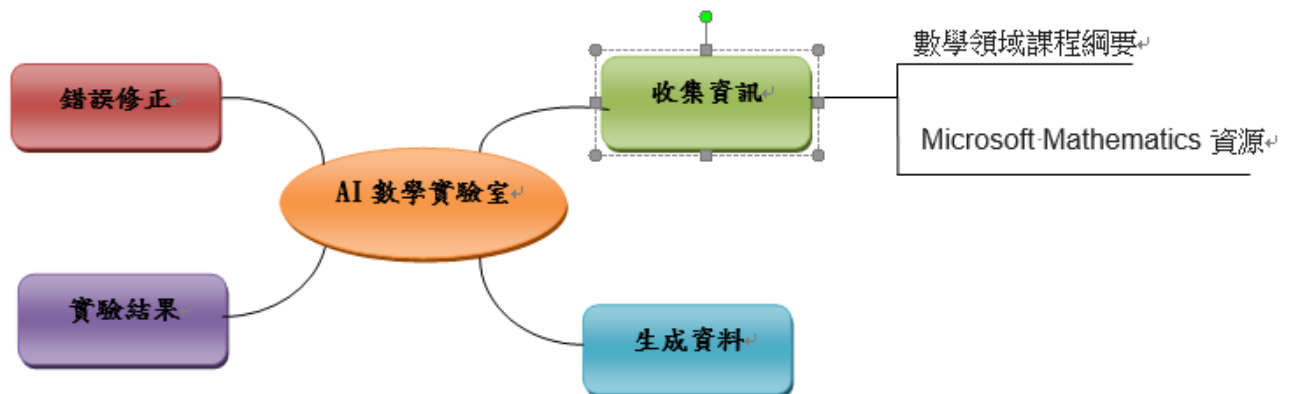 數學領域課程綱要
收集資訊
錯誤修正
Microsoft Mathematics 資源
AI 數學實驗室
實驗結果
生成資料